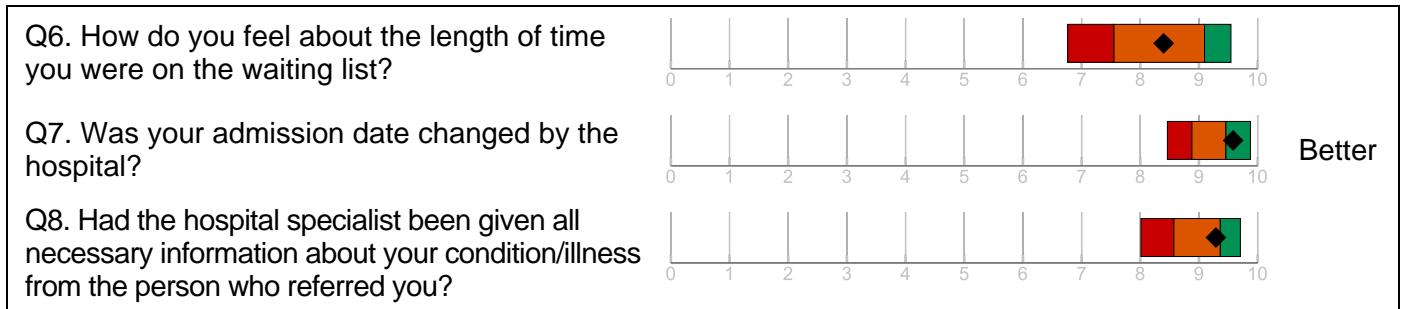 Q6. How do you feel about the length of time
you were on the waiting list?
0 1 2 3 4 5 6 7 8 9 10
Q7. Was your admission date changed by the
hospital?
0 1 2 3 4 5 6 7 8 9 10
Better
Q8. Had the hospital specialist been given all
necessary information about your condition/illness
from the person who referred you?
0 1 2 3 4 5 6 7 8 9 10